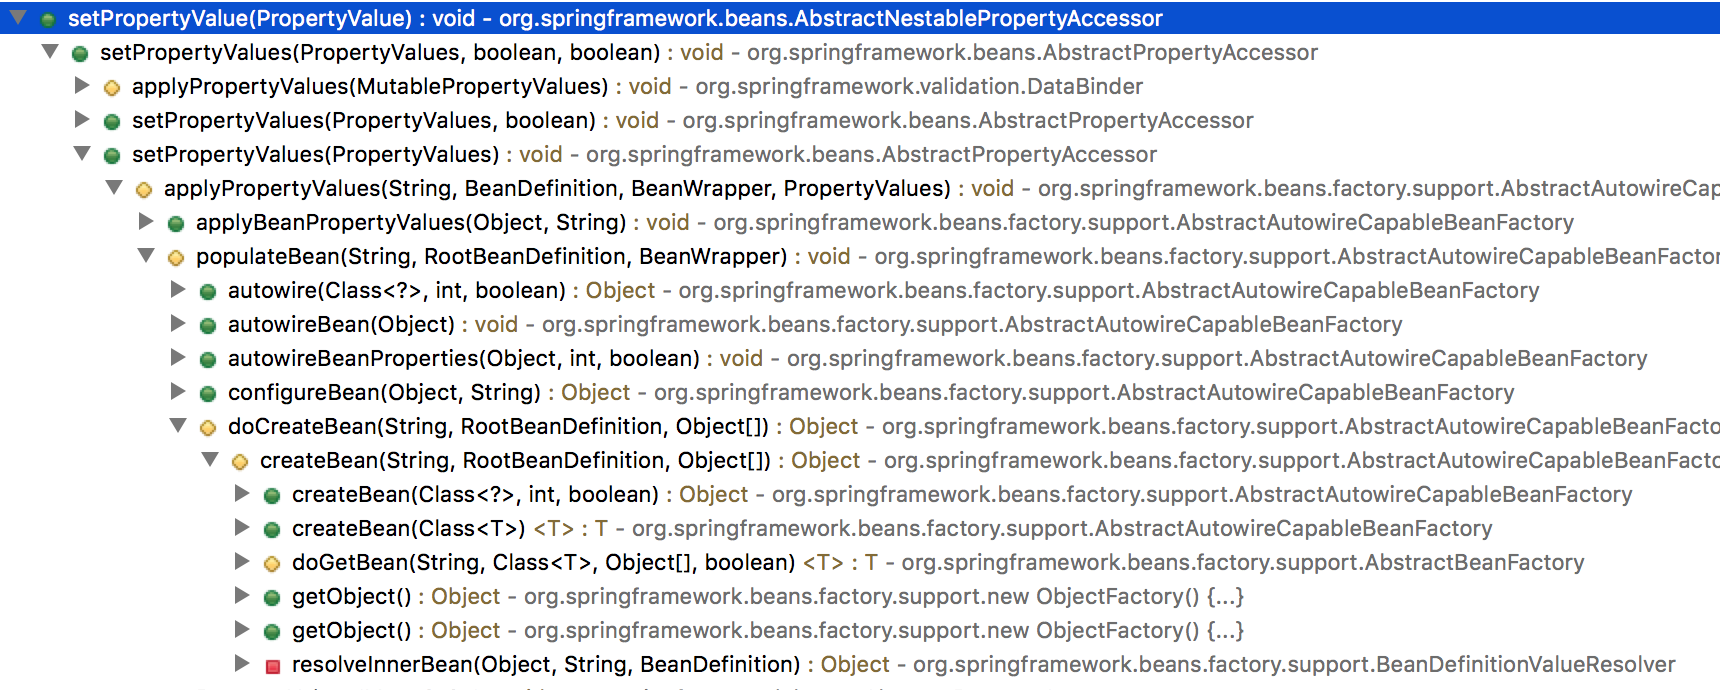 setPropertyValue(PropertyValue) : void - org.springframework.beans.AbstractNestablePropertyAccessor
setPropertyValues(PropertyValues, boolean, boolean) : void - org.springframework.beans.AbstractPropertyAccessor
applyPropertyValues(MutablePropertyValues) : void - org.springframework.validation.DataBinder
setPropertyValues(PropertyValues, boolean) : void - org.springframework.beans.AbstractPropertyAccessor
setPropertyValues(PropertyValues) : void - org.springframework.beans.AbstractPropertyAccessor
applyPropertyValues(String, BeanDefinition, BeanWrapper, PropertyValues) : void - org.springframework.beans.factory.support.AbstractAutowireCap
applyBeanPropertyValues(Object, String) : void - org.springframework.beans.factory.support.AbstractAutowireCapableBeanFactory
populateBean(String, RootBeanDefinition, BeanWrapper) : void - org.springframework.beans.factory.support.AbstractAutowireCapableBeanFactor
autowire(Class<?>, int, boolean) : Object - org.springframework.beans.factory.support.AbstractAutowireCapableBeanFactory
autowireBean(Object) : void - org.springframework.beans.factory.support.AbstractAutowireCapableBeanFactory
autowireBeanProperties(Object, int, boolean) : void - org.springframework.beans.factory.support.AbstractAutowireCapableBeanFactory
configureBean(Object, String) : Object - org.springframework.beans.factory.support.AbstractAutowireCapableBeanFactory
doCreateBean(String, RootBeanDefinition, Object[]) : Object - org.springframework.beans.factory.support.AbstractAutowireCapableBeanFacto
createBean(String, RootBeanDefinition, Object[]) : Object - org.springframework.beans.factory.support.AbstractAutowireCapableBeanFactc
createBean(Class<?>, int, boolean) : Object - org.springframework.beans.factory.support.AbstractAutowireCapableBeanFactory
createBean(Class<T>) <T> : T - org.springframework.beans.factory.support.AbstractAutowireCapableBeanFactory
doGetBean(String, Class<T>, Object[], boolean) <T> : T - org.springframework.beans.factory.support.AbstractBeanFactory
getObject() : Object - org.springframework.beans.factory.support.new ObjectFactory() {...}
getObject() : Object - org.springframework.beans.factory.support.new ObjectFactory() {...}
resolveInnerBean(Object, String, BeanDefinition) : Object - org.springframework.beans.factory.support.BeanDefinitionValueResolver